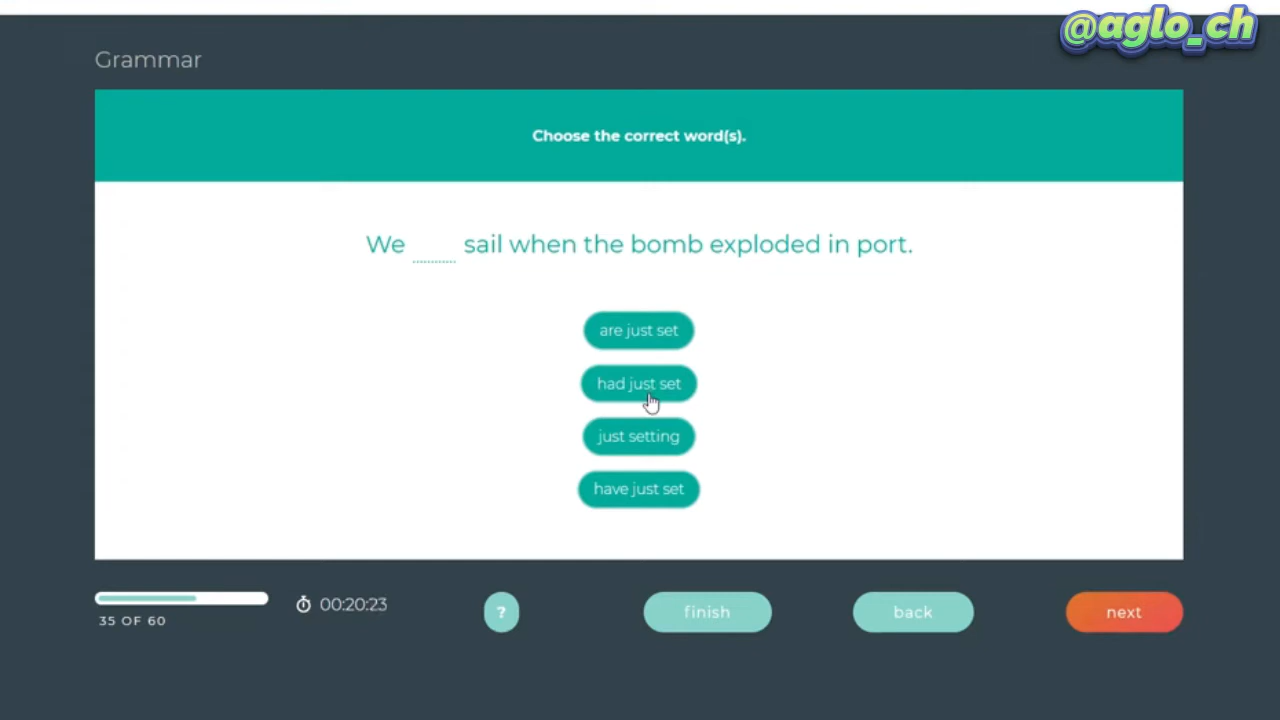 @aglo_ch
Grammar
Choose the correct word(s).
We ____ sail when the bomb exploded in port.
are just set
had just set
just setting
have just set
35 OF 60
00:20:23
?
finish
back
next